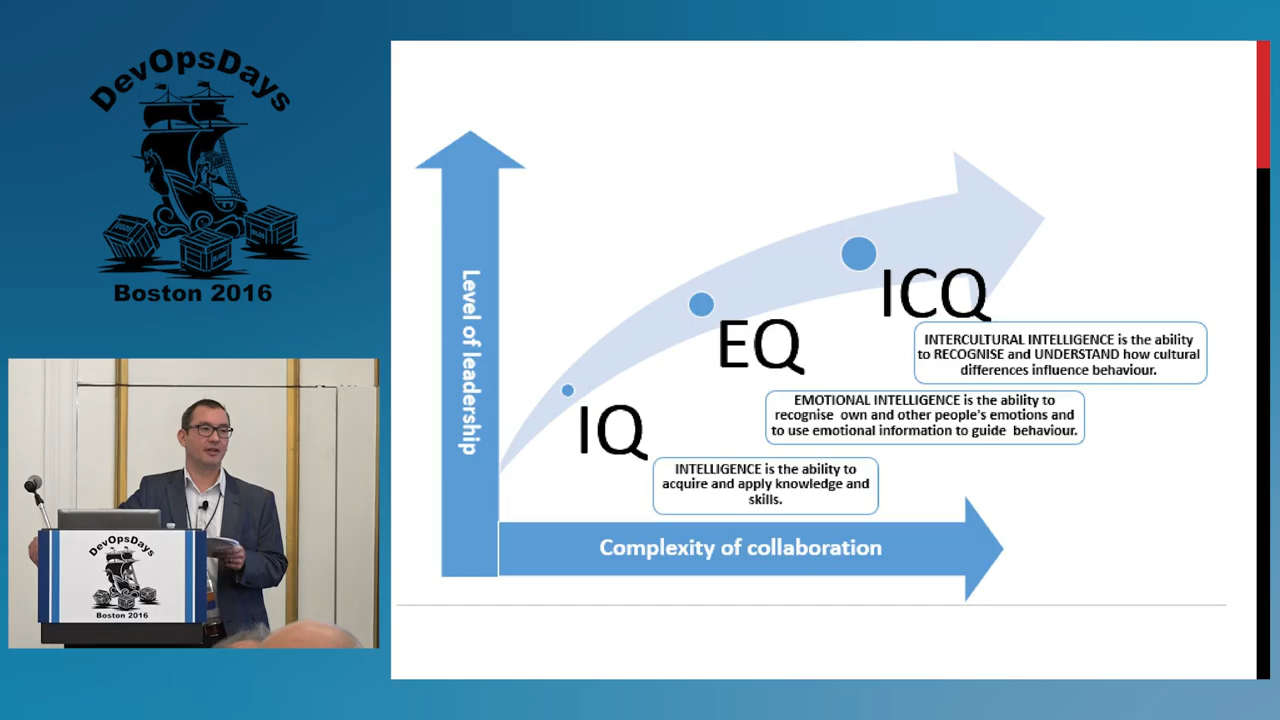 DevOpsDays
Boston 2016
DevOpsDays
Boston 2016
Level of leadership
ICQ
INTERCULTURAL INTELLIGENCE is the ability
to RECOGNISE and UNDERSTAND how cultural
differences influence behaviour.
EQ
EMOTIONAL INTELLIGENCE is the ability to
recognise own and other people's emotions and
to use emotional information to guide behaviour.
IQ
INTELLIGENCE is the ability to
acquire and apply knowledge and
skills.
Complexity of collaboration